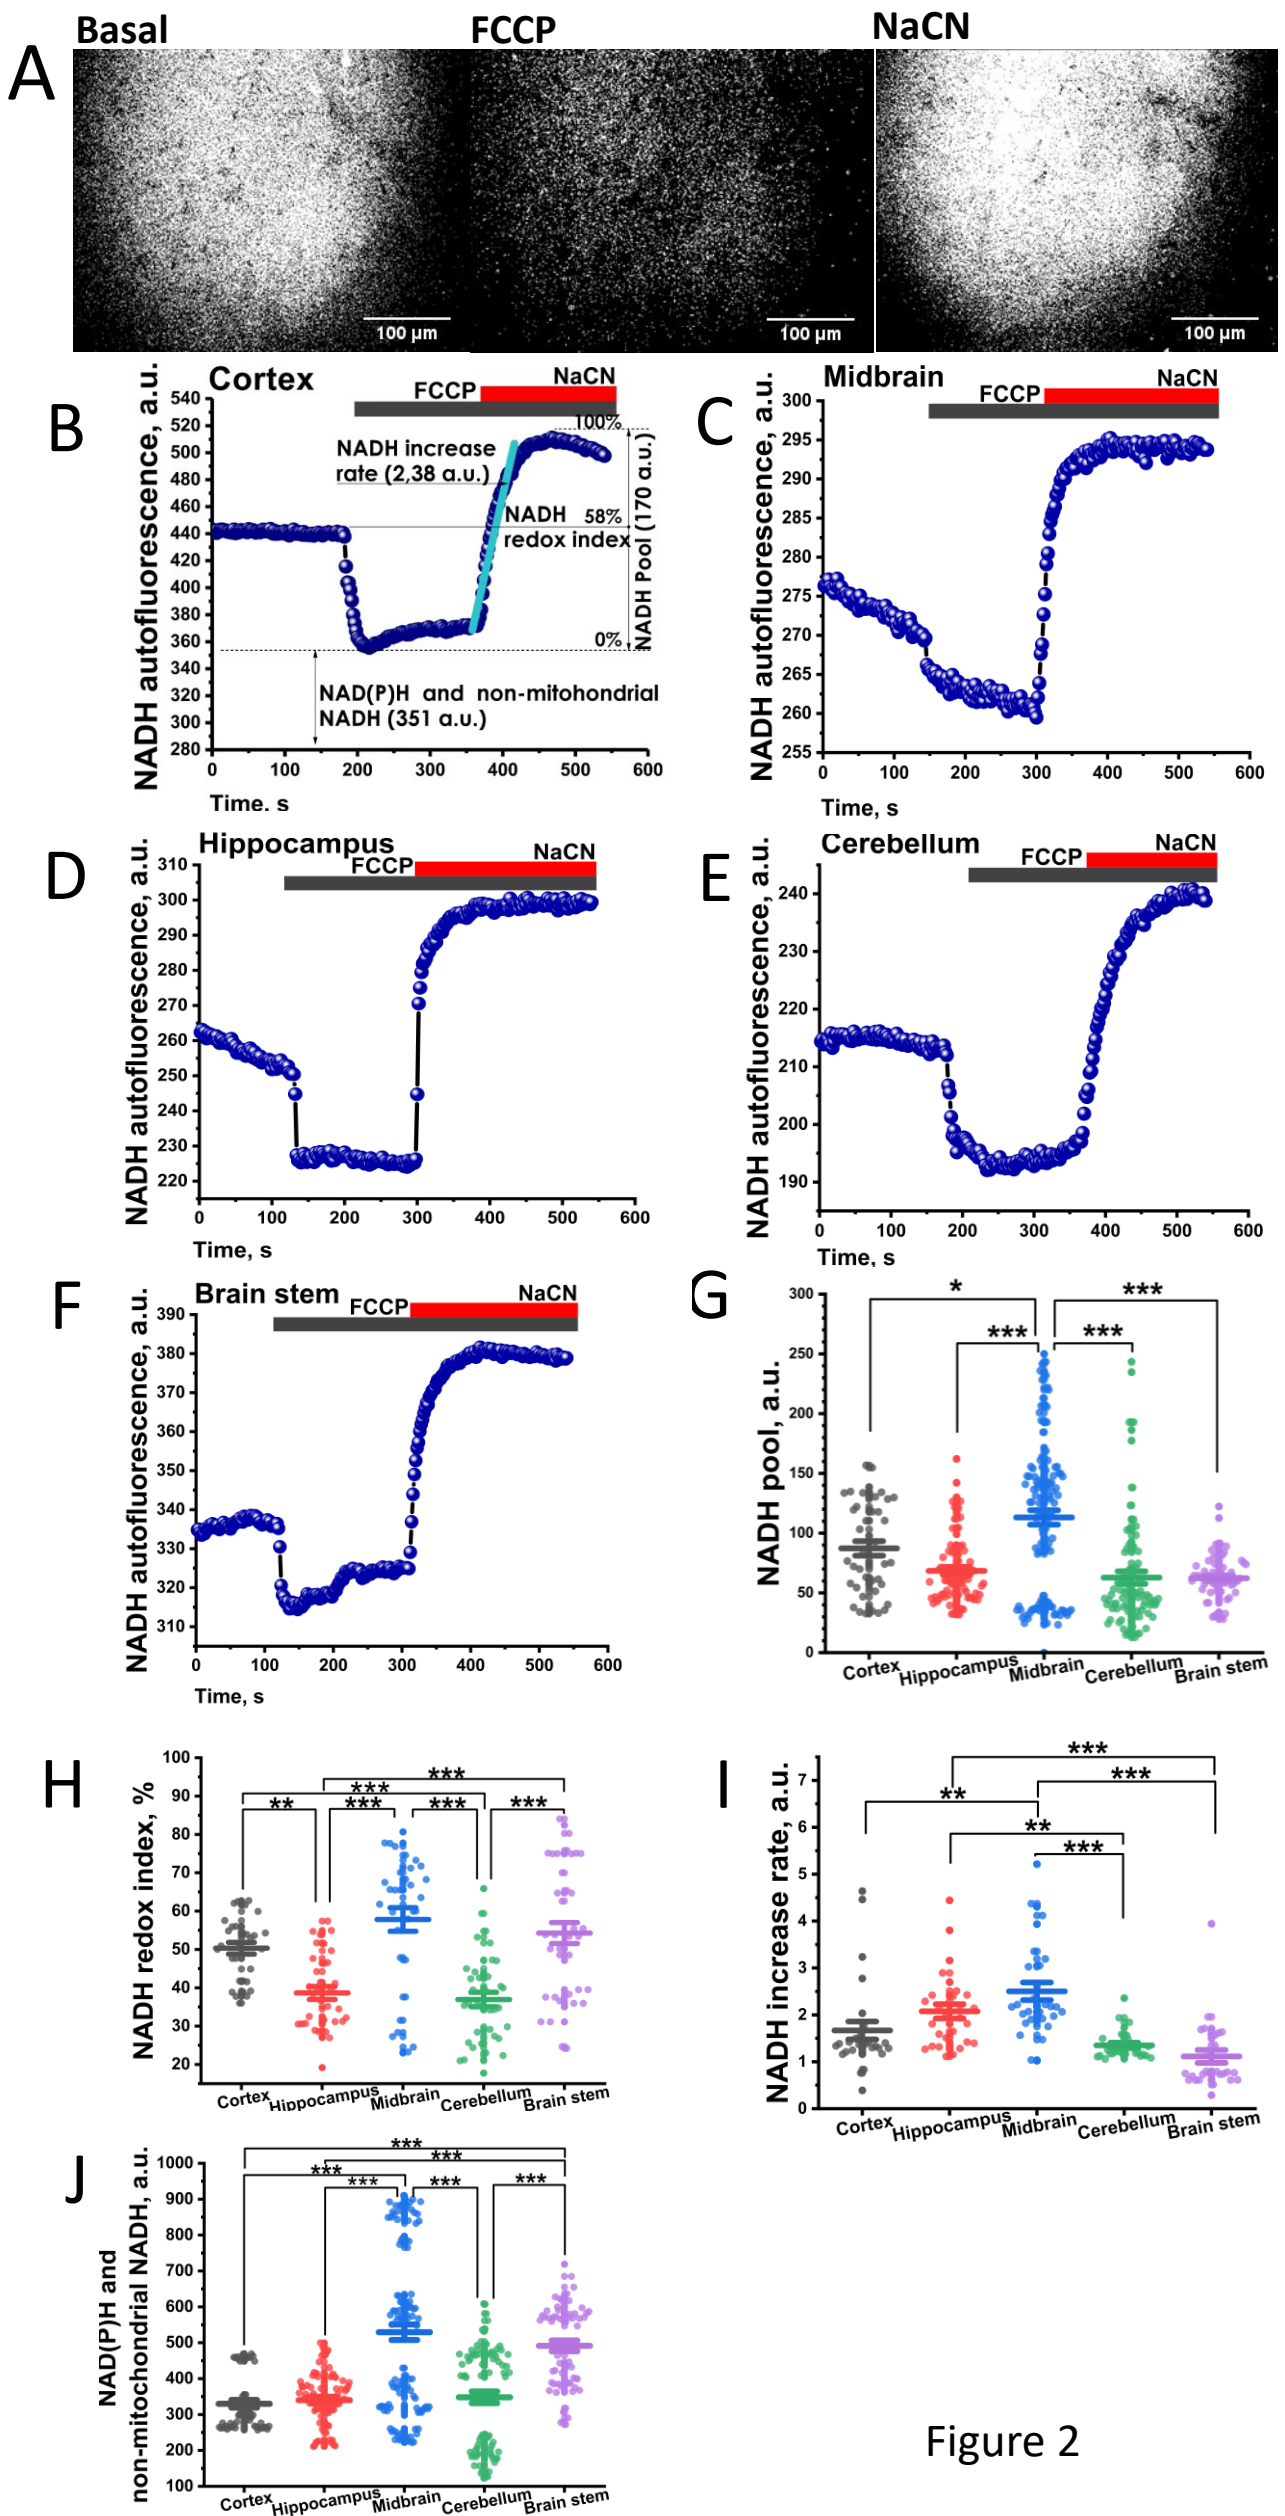 Basal
FCCP
NaCN
A
100 µm
100 µm
100 µm
B
Cortex
NADH autofluorescence, a.u.
FCCP
NaCN
540
520
500
480
460
440
420
400
380
360
340
320
300
280
100%
NADH increase
rate (2,38 a.u.)
NADH
redox index
58%
NADH Pool (170 a.u.)
0%
NAD(P)H and non-mitohondrial
NADH (351 a.u.)
0 100 200 300 400 500 600
Time, s
C
Midbrain
NADH autofluorescence, a.u.
FCCP
NaCN
300
295
290
285
280
275
270
265
260
255
0 100 200 300 400 500 600
Time, s
D
Hippocampus
NADH autofluorescence, a.u.
FCCP
NaCN
310
300
290
280
270
260
250
240
230
220
0 100 200 300 400 500 600
Time, s
E
Cerebellum
NADH autofluorescence, a.u.
FCCP
NaCN
240
230
220
210
200
190
0 100 200 300 400 500 600
Time, s
F
Brain stem
NADH autofluorescence, a.u.
FCCP
NaCN
390
380
370
360
350
340
330
320
310
0 100 200 300 400 500 600
Time, s
G
NADH pool, a.u.
300
250
200
150
100
50
0
*
***
***
***
Cortex Hippocampus Midbrain Cerebellum Brain stem
H
NADH redox index, %
100
90
80
70
60
50
40
30
20
***
***
** *** *** ***
Cortex Hippocampus Midbrain Cerebellum Brain stem
I
NADH increase rate, a.u.
7
6
5
4
3
2
1
0
***
***
**
**
***
Cortex Hippocampus Midbrain Cerebellum Brain stem
J
NAD(P)H and
non-mitochondrial NADH, a.u.
1000
900
800
700
600
500
400
300
200
100
***
***
***
*** *** ***
Cortex Hippocampus Midbrain Cerebellum Brain stem
Figure 2